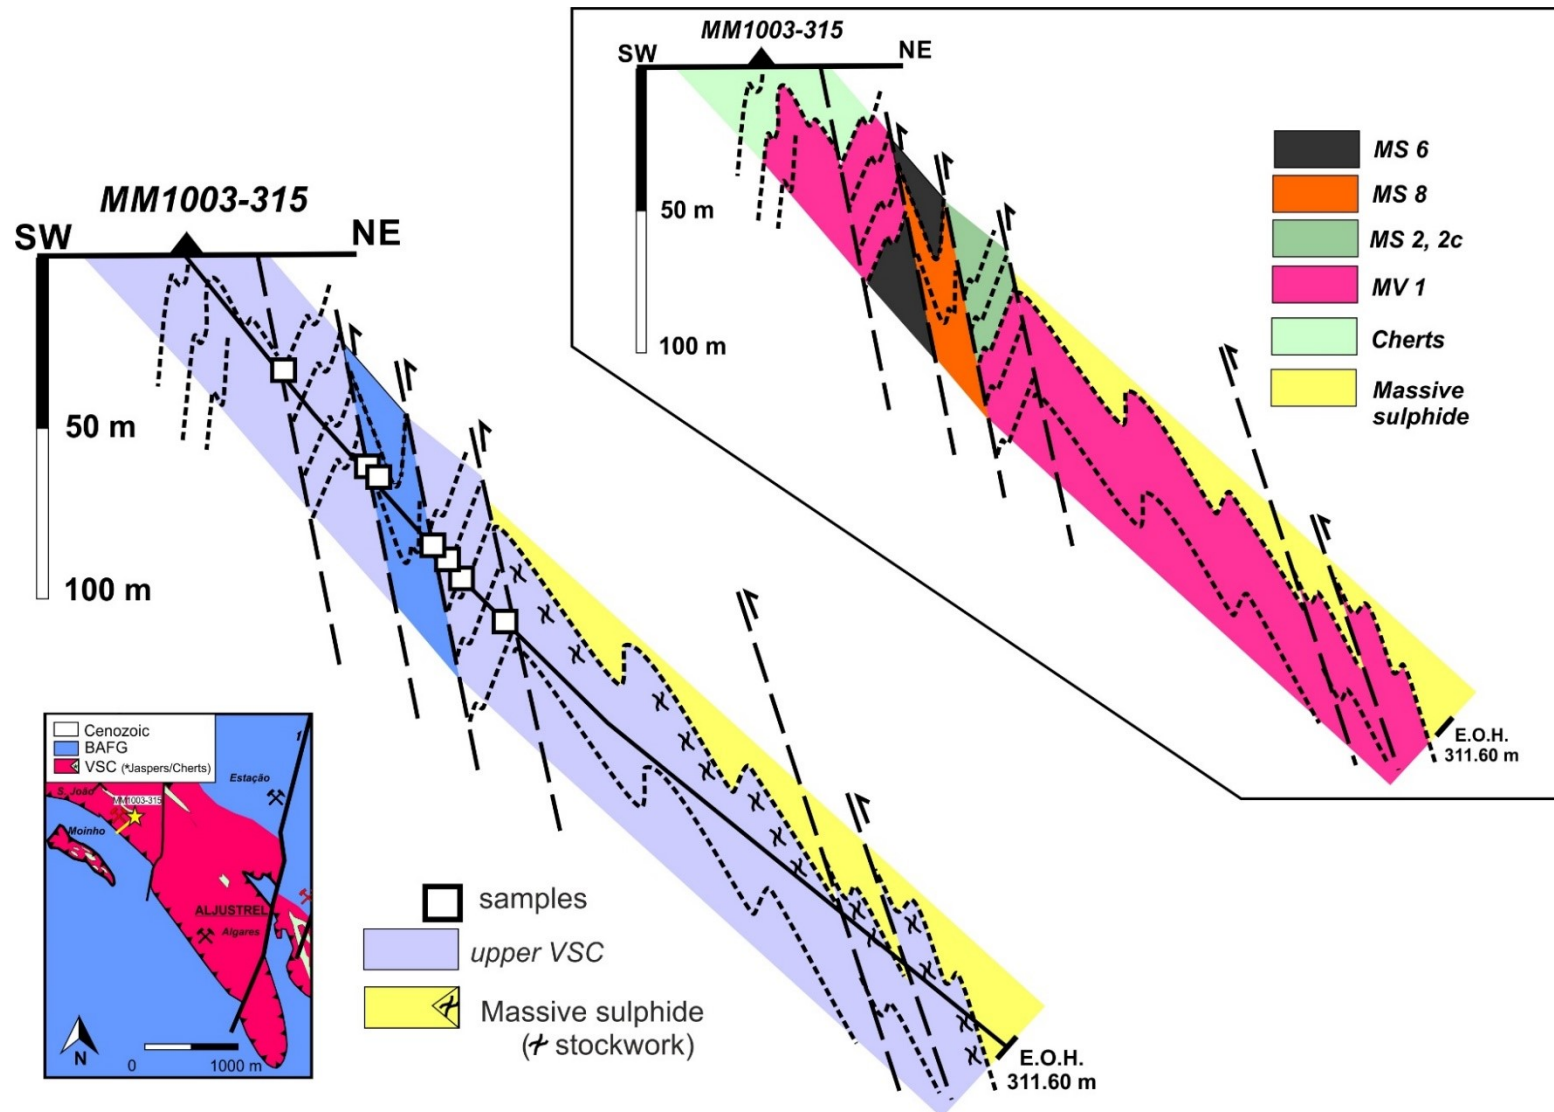 MM1003-315
SW
NE
50 m
100 m
MM1003-315
SW
NE
50 m
100 m
MS 6
MS 8
MS 2, 2c
MV 1
Cherts
Massive
sulphide
E.O.H.
311.60 m
Cenozoic
BAFG
VSC (*Jaspers/Cherts)
Estação
S. João
MM1003-315
Moinho
ALJUSTREL
Algares
N
0
1000 m
samples
upper VSC
Massive sulphide
( stockwork)
E.O.H.
311.60 m